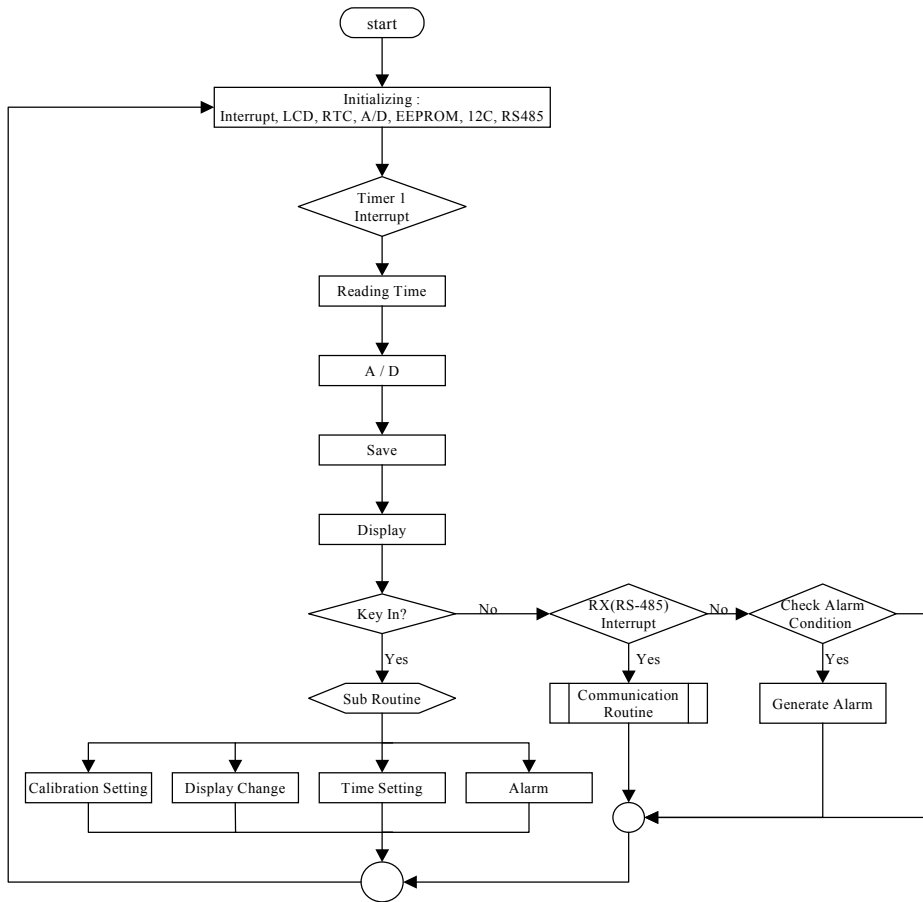 start
Initializing :
Interrupt, LCD, RTC, A/D, EEPROM, 12C, RS485
Timer 1
Interrupt
Reading Time
A / D
Save
Display
Key In?
No
RX(RS-485)
Interrupt
No
Check Alarm
Condition
Yes
Yes
Yes
Sub Routine
Communication
Routine
Generate Alarm
Calibration Setting
Display Change
Time Setting
Alarm